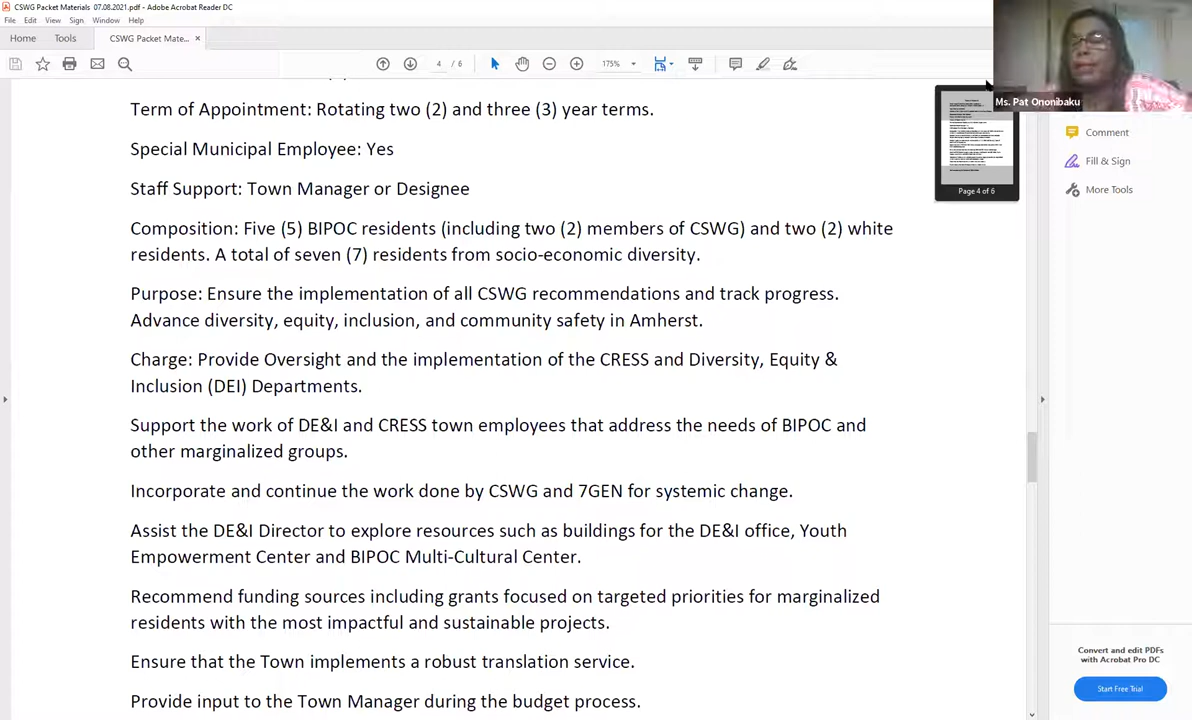 CSWG Packet Materials 07.08.2021.pdf - Adobe Acrobat Reader DC
File Edit View Sign Window Help
Home Tools CSWG Packet Mate... ×
4 / 6 175%
Ms. Pat Ononibaku
Term of Appointment: Rotating two (2) and three (3) year terms.
Special Municipal Employee: Yes
Staff Support: Town Manager or Designee
Composition: Five (5) BIPOC residents (including two (2) members of CSWG) and two (2) white
residents. A total of seven (7) residents from socio-economic diversity.
Purpose: Ensure the implementation of all CSWG recommendations and track progress.
Advance diversity, equity, inclusion, and community safety in Amherst.
Charge: Provide Oversight and the implementation of the CRESS and Diversity, Equity &
Inclusion (DEI) Departments.
Support the work of DE&I and CRESS town employees that address the needs of BIPOC and
other marginalized groups.
Incorporate and continue the work done by CSWG and 7GEN for systemic change.
Assist the DE&I Director to explore resources such as buildings for the DE&I office, Youth
Empowerment Center and BIPOC Multi-Cultural Center.
Recommend funding sources including grants focused on targeted priorities for marginalized
residents with the most impactful and sustainable projects.
Ensure that the Town implements a robust translation service.
Provide input to the Town Manager during the budget process.
Page 4 of 6
Comment
Fill & Sign
More Tools
Convert and edit PDFs
with Acrobat Pro DC
Start Free Trial